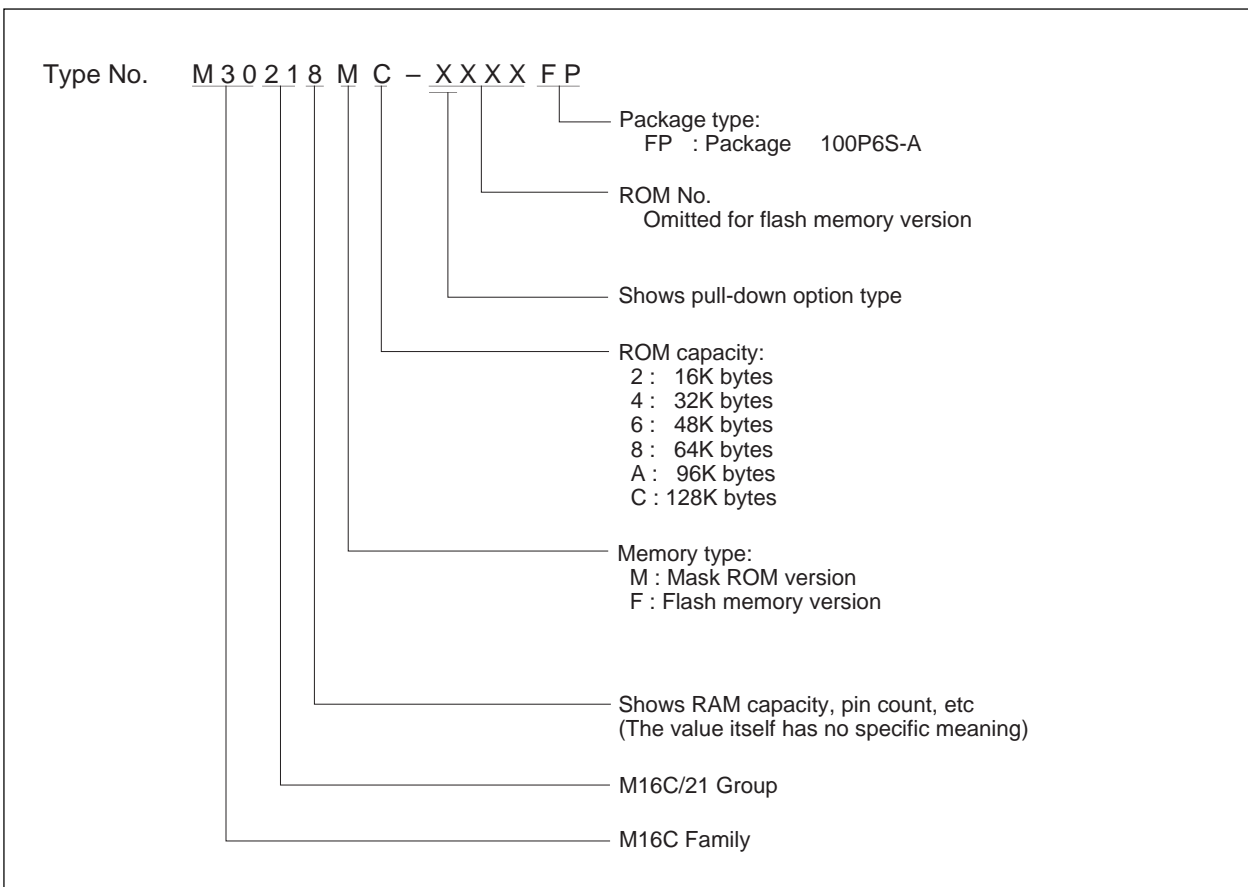 Type No. M 3 0 2 1 8 M C – X X X X F P
Package type:
FP : Package 100P6S-A
ROM No.
Omitted for flash memory version
Shows pull-down option type
ROM capacity:
2 : 16K bytes
4 : 32K bytes
6 : 48K bytes
8 : 64K bytes
A : 96K bytes
C : 128K bytes
Memory type:
M : Mask ROM version
F : Flash memory version
Shows RAM capacity, pin count, etc
(The value itself has no specific meaning)
M16C/21 Group
M16C Family